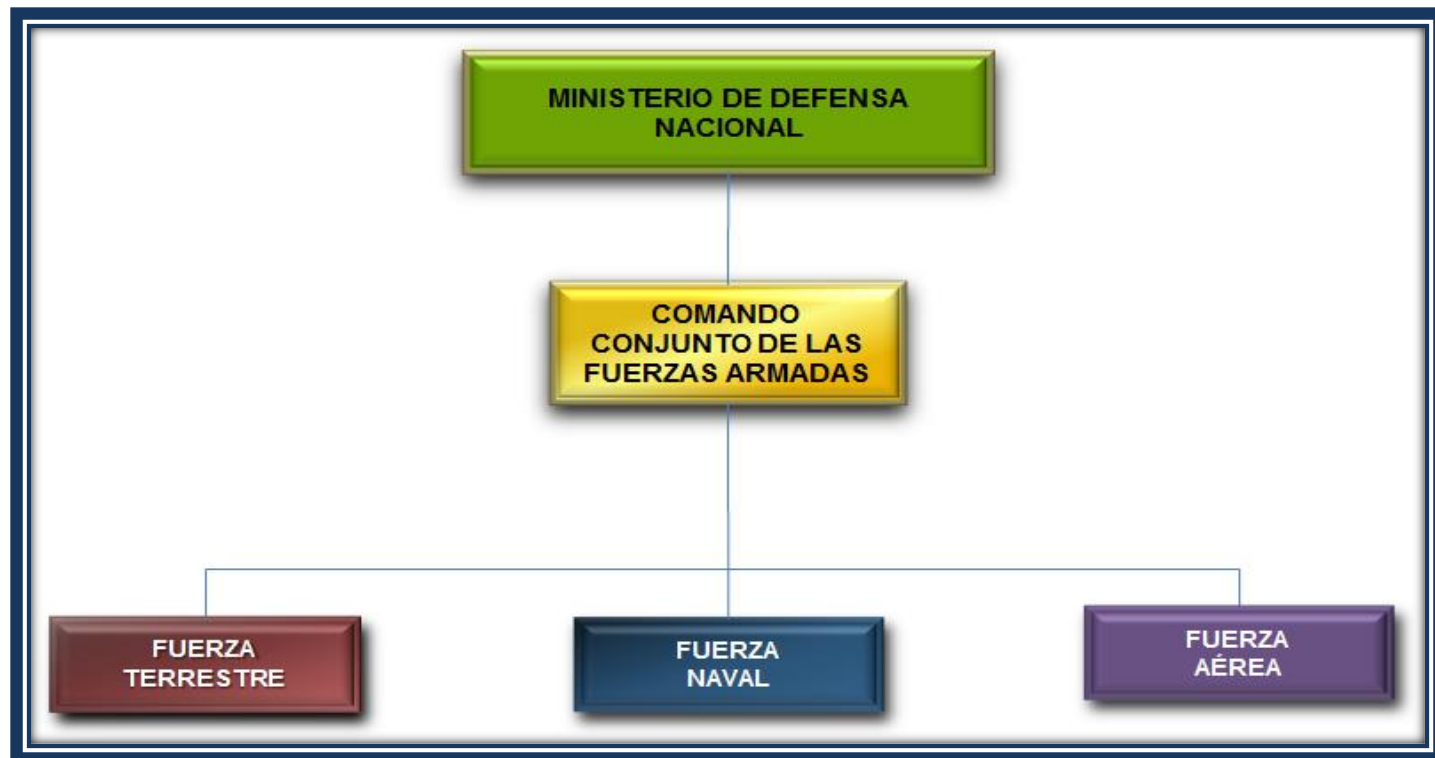 MINISTERIO DE DEFENSA
NACIONAL
COMANDO
CONJUNTO DE LAS
FUERZAS ARMADAS
FUERZA
TERRESTRE
FUERZA
NAVAL
FUERZA
AÉREA